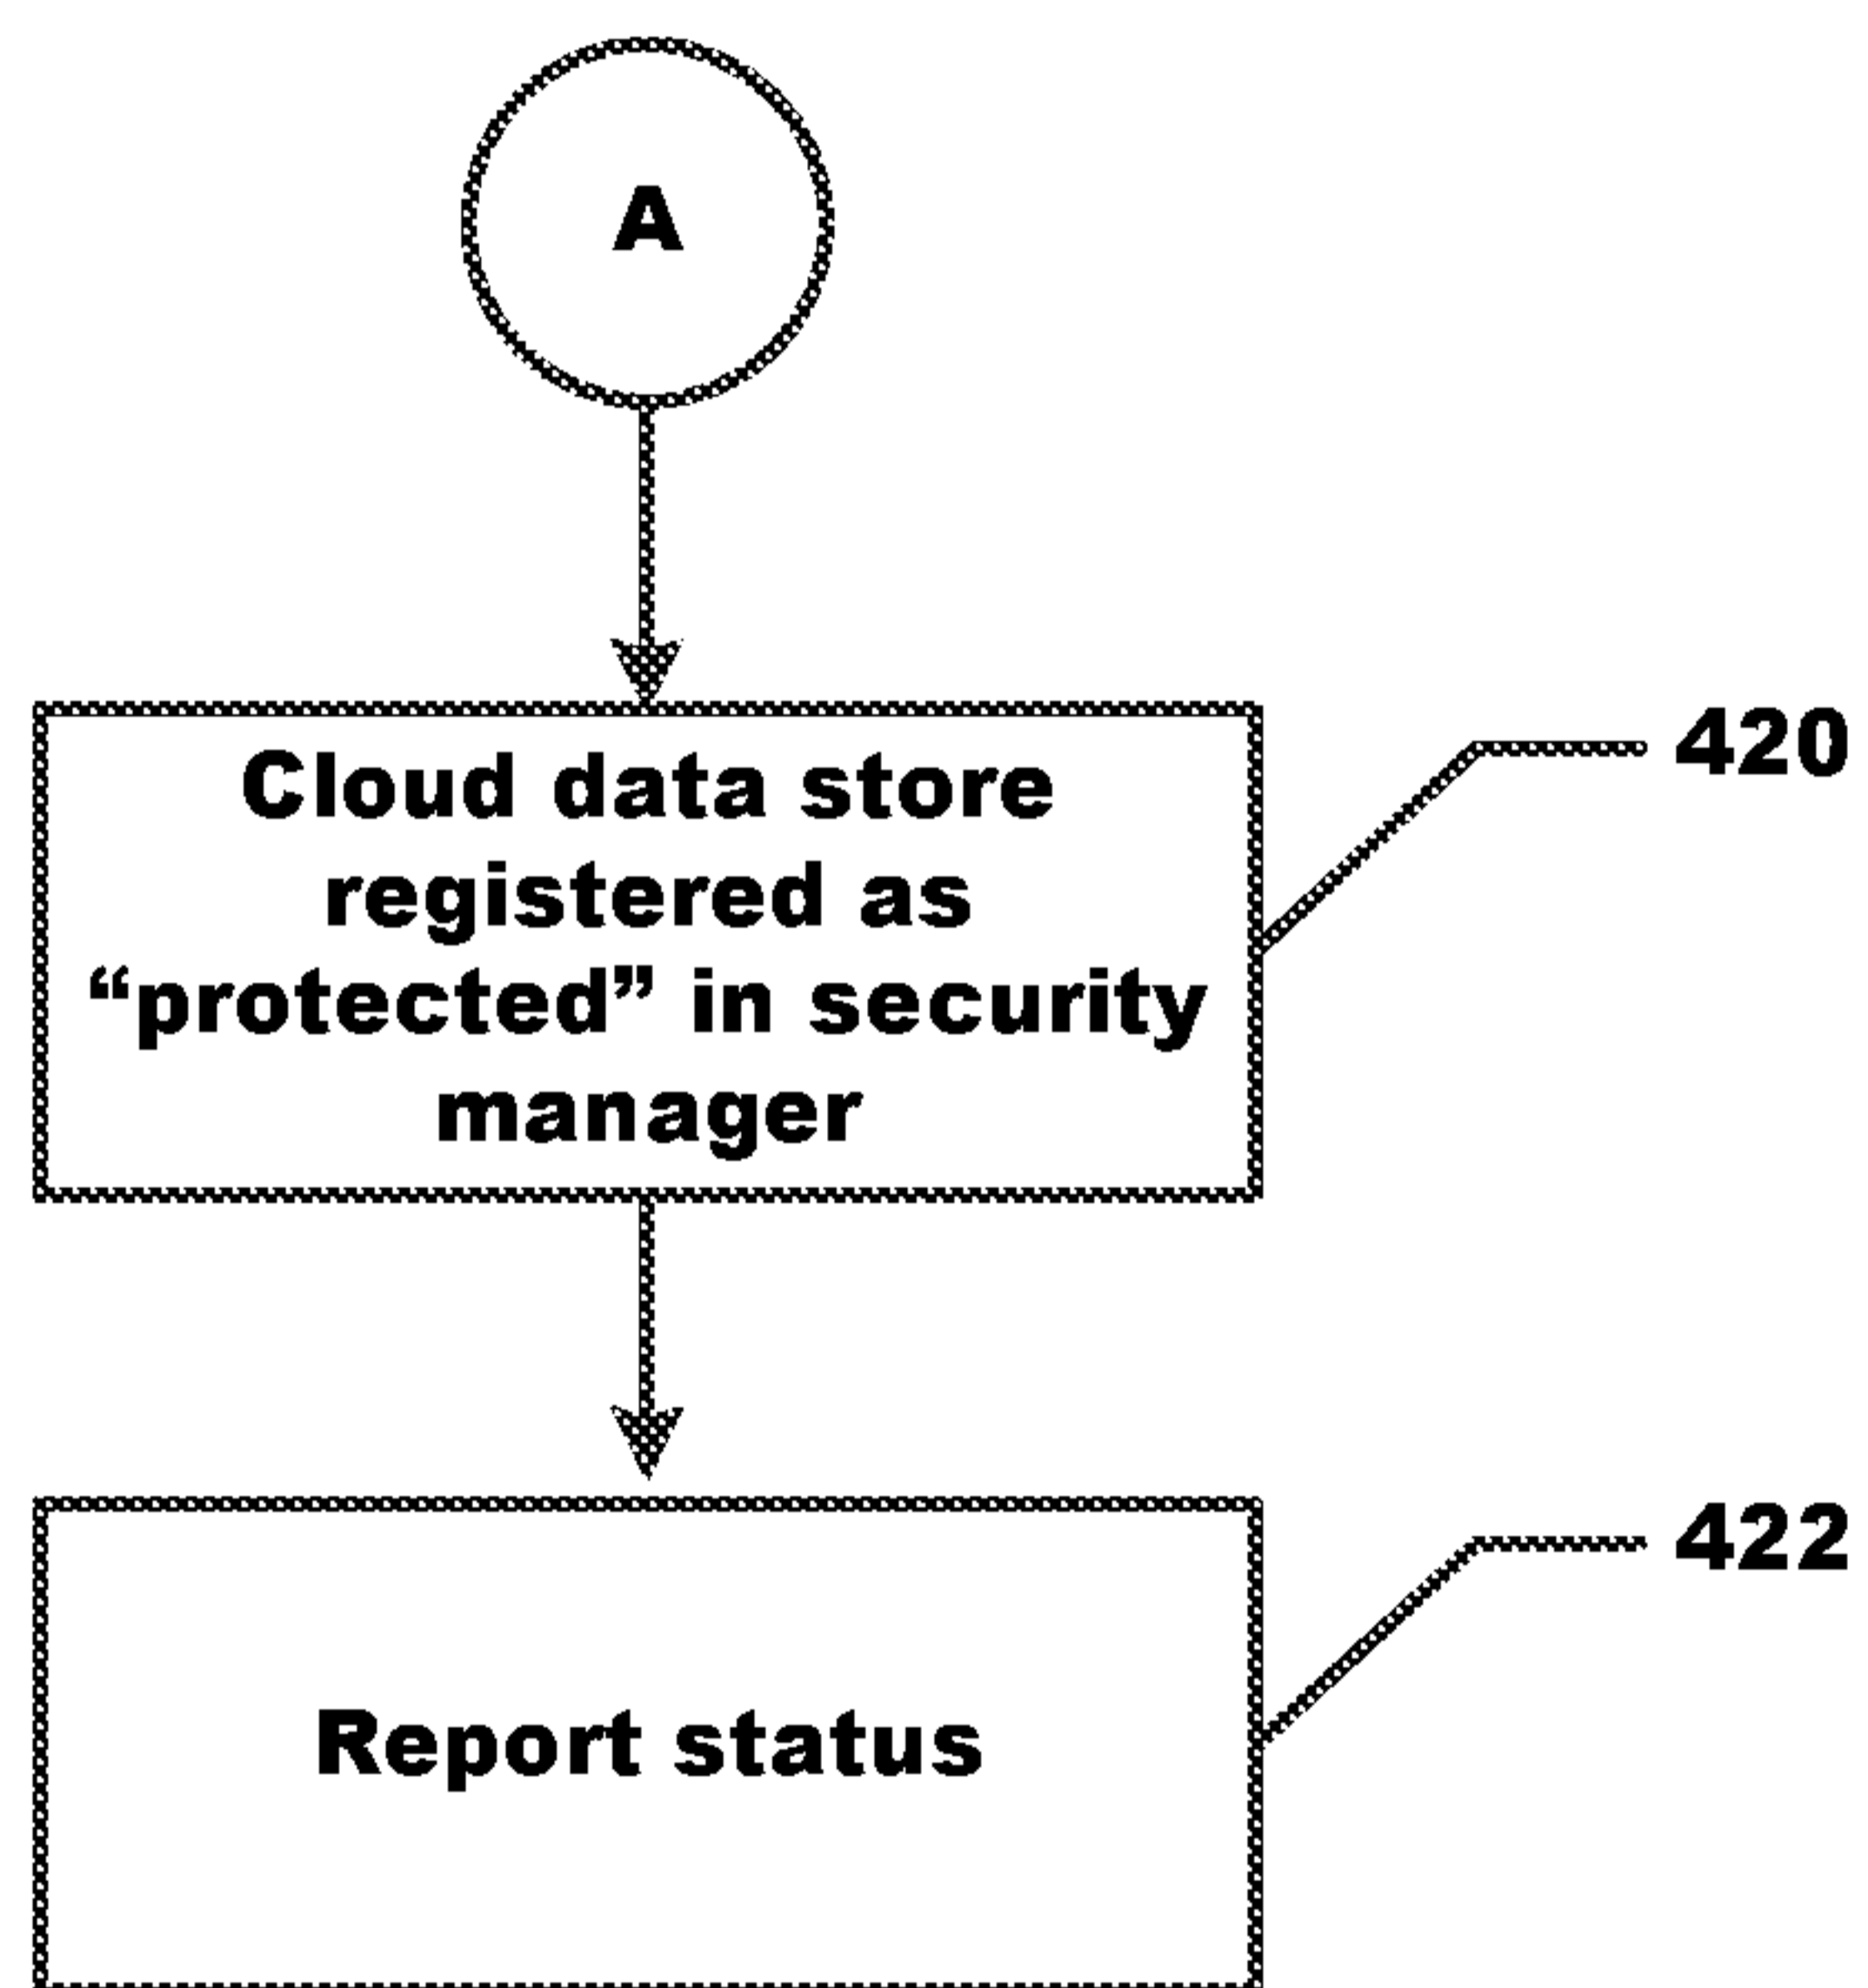 A
420
Cloud data store
registered as
“protected” in security
manager
422
Report status